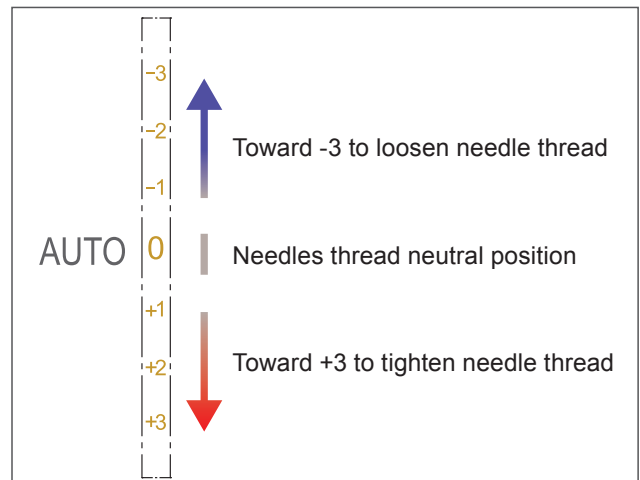 −3
−2
Toward -3 to loosen needle thread
−1
AUTO 0 Needles thread neutral position
+1
+2 Toward +3 to tighten needle thread
+3